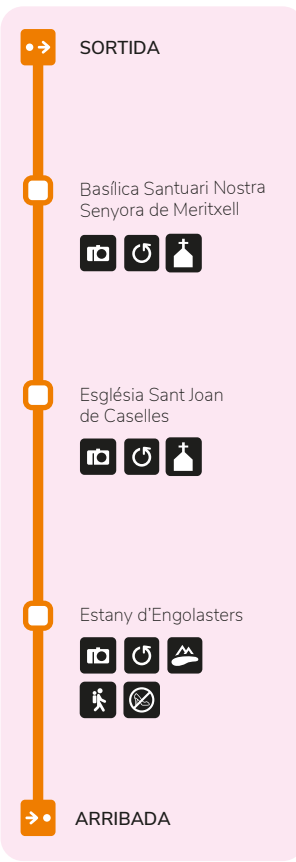 SORTIDA
Basílica Santuari Nostra
Senyora de Meritxell
Església Sant Joan
de Caselles
Estany d'Engolasters
ARRIBADA